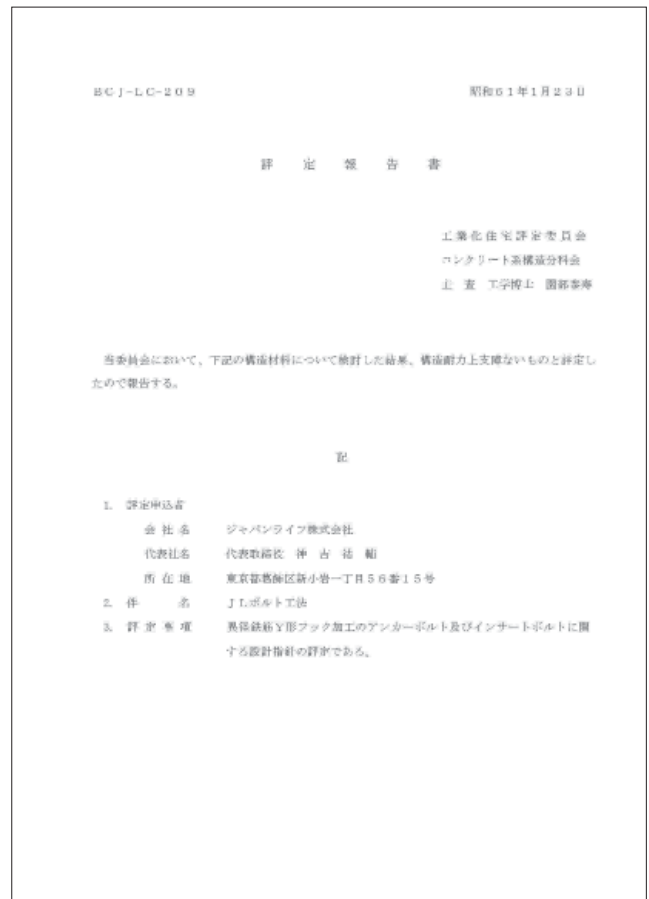 BCJ-LC-209
昭和61年1月23日
評定報告書
工業化住宅評定委員会
コンクリート系構造分科会
主 査 工学博士 園部泰寿
当委員会において、下記の構造材料について検討した結果、構造耐力上支障ないものと評定し
たので報告する。
記
1. 評定申込者
会社名 ジャパンライフ株式会社
代表社名 代表取締役 神 吉 祐 輔
所在地 東京都葛飾区新小岩一丁目56番15号
2. 件 名 JLボルト工法
3. 評定事項 異径鉄筋Y形フック加工のアンカーボルト及びインサートボルトに関
する設計指針の評定である。